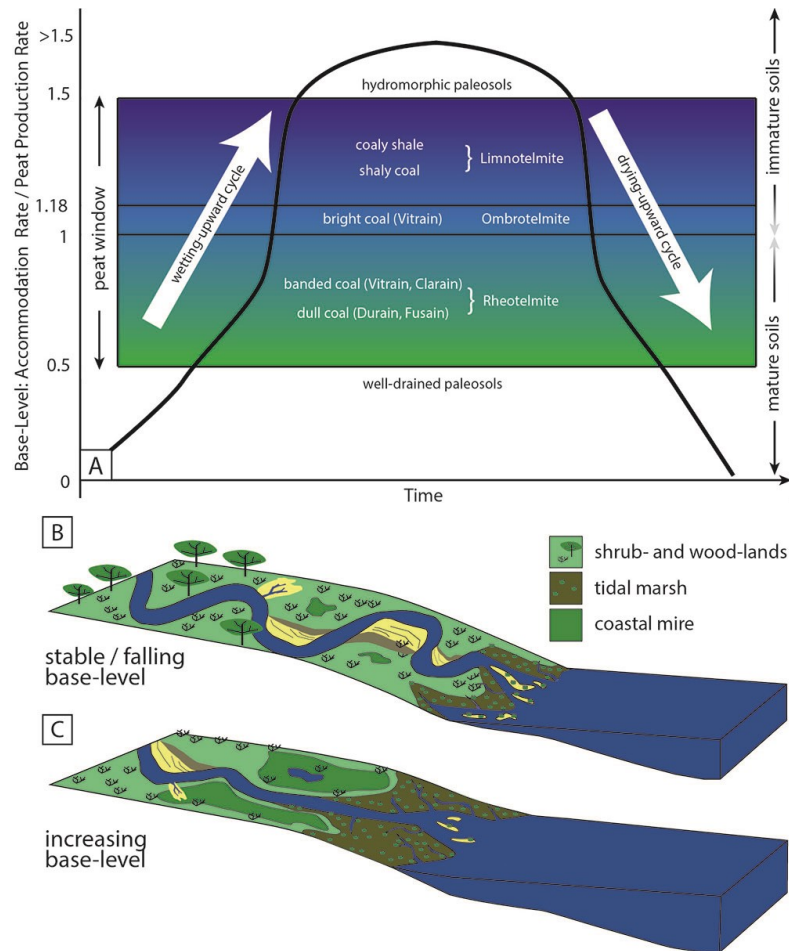 Base-Level: Accommodation Rate / Peat Production Rate
>1.5
1.5
1.18
1
0.5
0
peat window
wetting-upward cycle
hydromorphic paleosols
coaly shale
shaly coal
} Limnotelmite
bright coal (Vitrain) Ombrotelmite
banded coal (Vitrain, Clarain)
dull coal (Durain, Fusain)
} Rheotelmite
well-drained paleosols
drying-upward cycle
immature soils
mature soils
A
Time
B
shrub- and wood-lands
tidal marsh
coastal mire
stable / falling
base-level
C
increasing
base-level